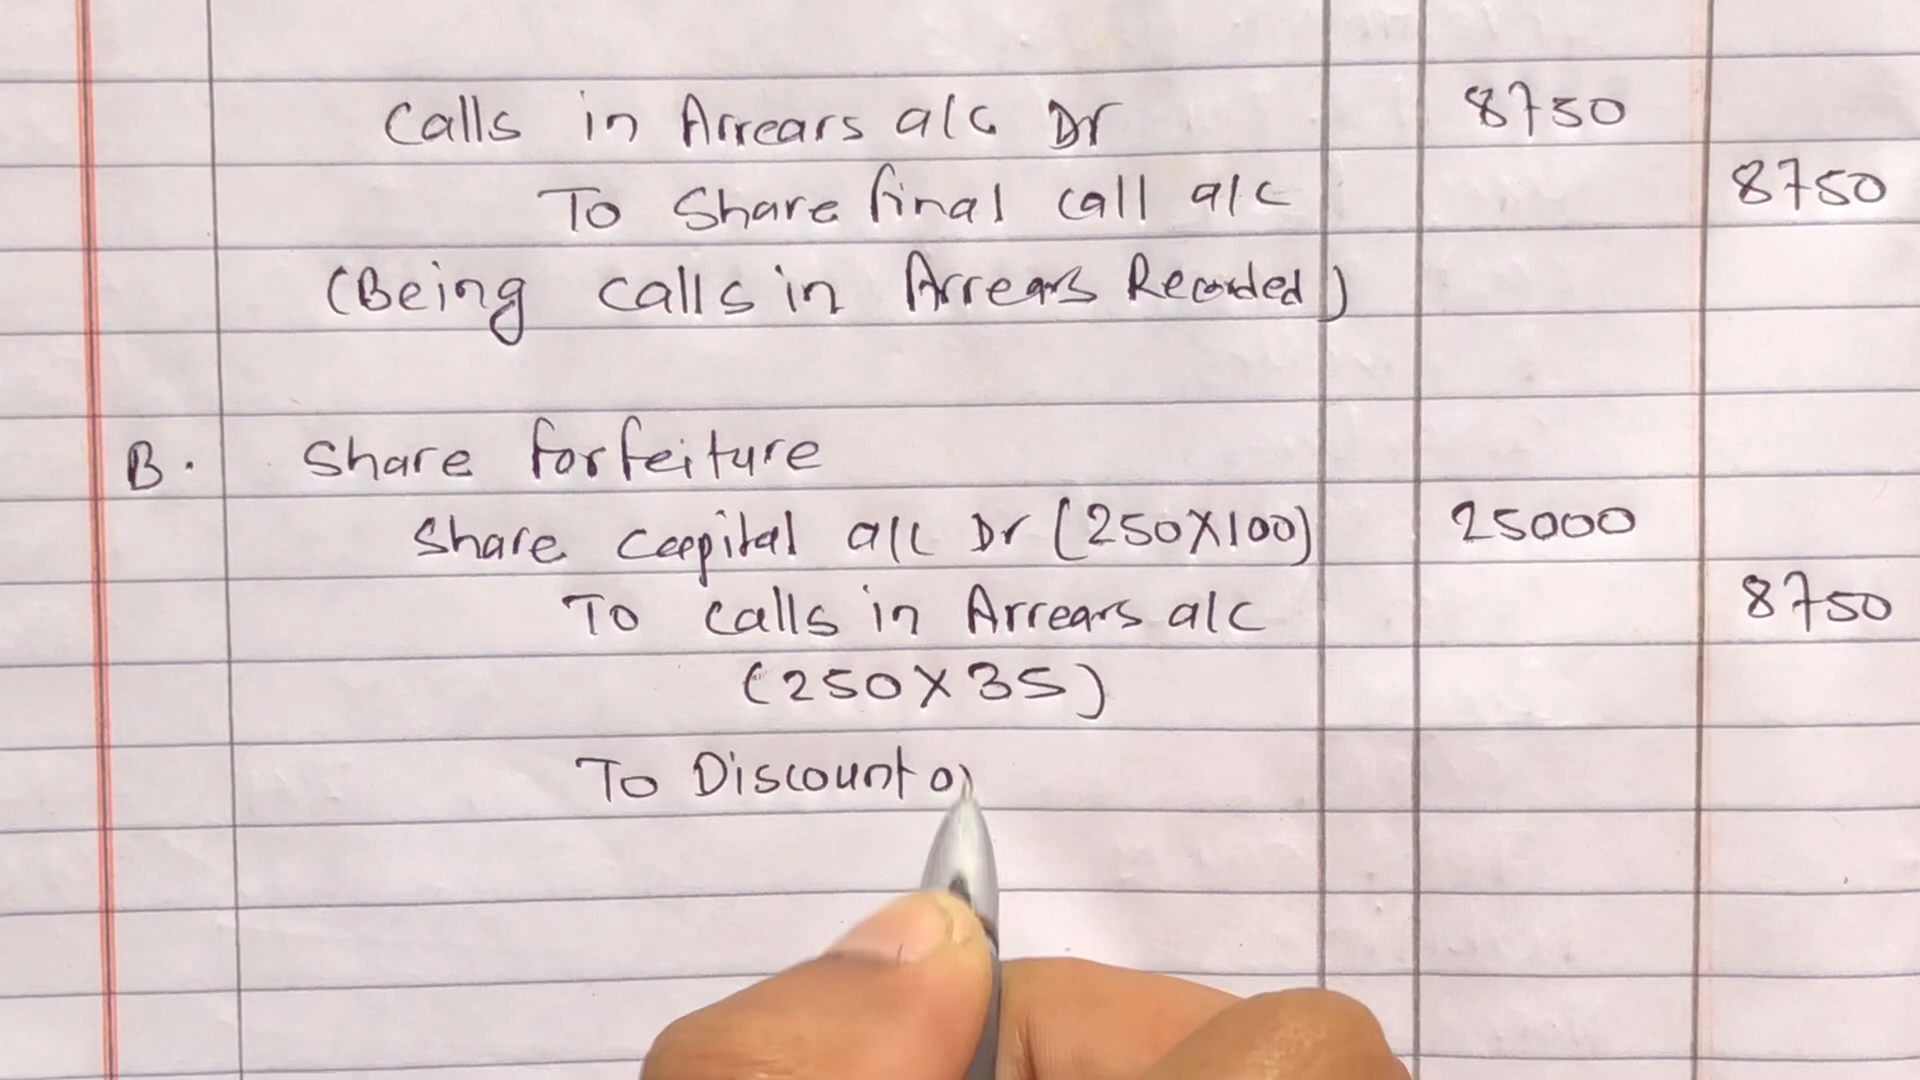 Calls in Arrears a/c Dr 8750
To Share final call a/c 8750
(Being calls in Arrears Recorded)
B. Share forfeiture
Share Capital a/c Dr (250X100) 25000
To Calls in Arrears a/c 8750
(250X35)
To Discount on